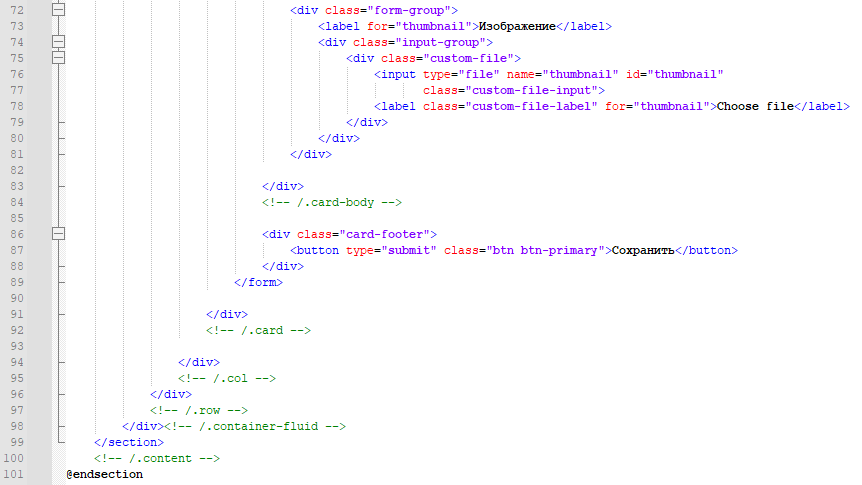 72                                 <div class="form-group">
73                                     <label for="thumbnail">Изображение</label>
74                                     <div class="input-group">
75                                         <div class="custom-file">
76                                             <input type="file" name="thumbnail" id="thumbnail"
77                                                    class="custom-file-input">
78                                             <label class="custom-file-label" for="thumbnail">Choose file</label>
79                                         </div>
80                                     </div>
81                                 </div>
82
83                             </div>
84                             <!-- /.card-body -->
85
86                             <div class="card-footer">
87                                 <button type="submit" class="btn btn-primary">Сохранить</button>
88                             </div>
89                         </form>
90
91                     </div>
92                     <!-- /.card -->
93
94                 </div>
95                 <!-- /.col -->
96             </div>
97             <!-- /.row -->
98         </div><!-- /.container-fluid -->
99     </section>
100     <!-- /.content -->
101 @endsection